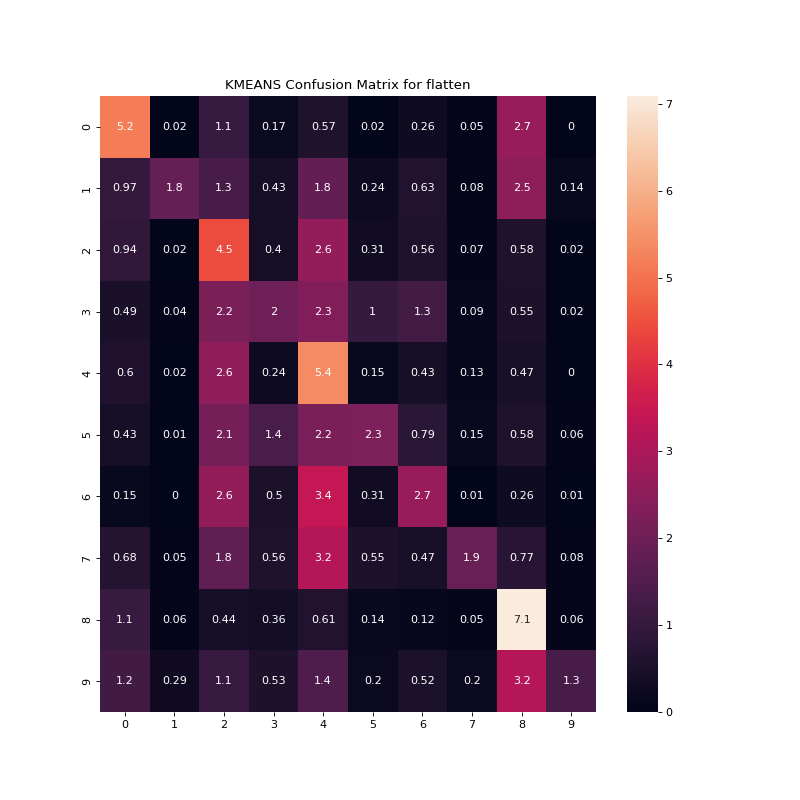 KMEANS Confusion Matrix for flatten
0 5.2 0.02 1.1 0.17 0.57 0.02 0.26 0.05 2.7 0
1 0.97 1.8 1.3 0.43 1.8 0.24 0.63 0.08 2.5 0.14
2 0.94 0.02 4.5 0.4 2.6 0.31 0.56 0.07 0.58 0.02
3 0.49 0.04 2.2 2 2.3 1 1.3 0.09 0.55 0.02
4 0.6 0.02 2.6 0.24 5.4 0.15 0.43 0.13 0.47 0
5 0.43 0.01 2.1 1.4 2.2 2.3 0.79 0.15 0.58 0.06
6 0.15 0 2.6 0.5 3.4 0.31 2.7 0.01 0.26 0.01
7 0.68 0.05 1.8 0.56 3.2 0.55 0.47 1.9 0.77 0.08
8 1.1 0.06 0.44 0.36 0.61 0.14 0.12 0.05 7.1 0.06
9 1.2 0.29 1.1 0.53 1.4 0.2 0.52 0.2 3.2 1.3
0 1 2 3 4 5 6 7 8 9
7
6
5
4
3
2
1
0